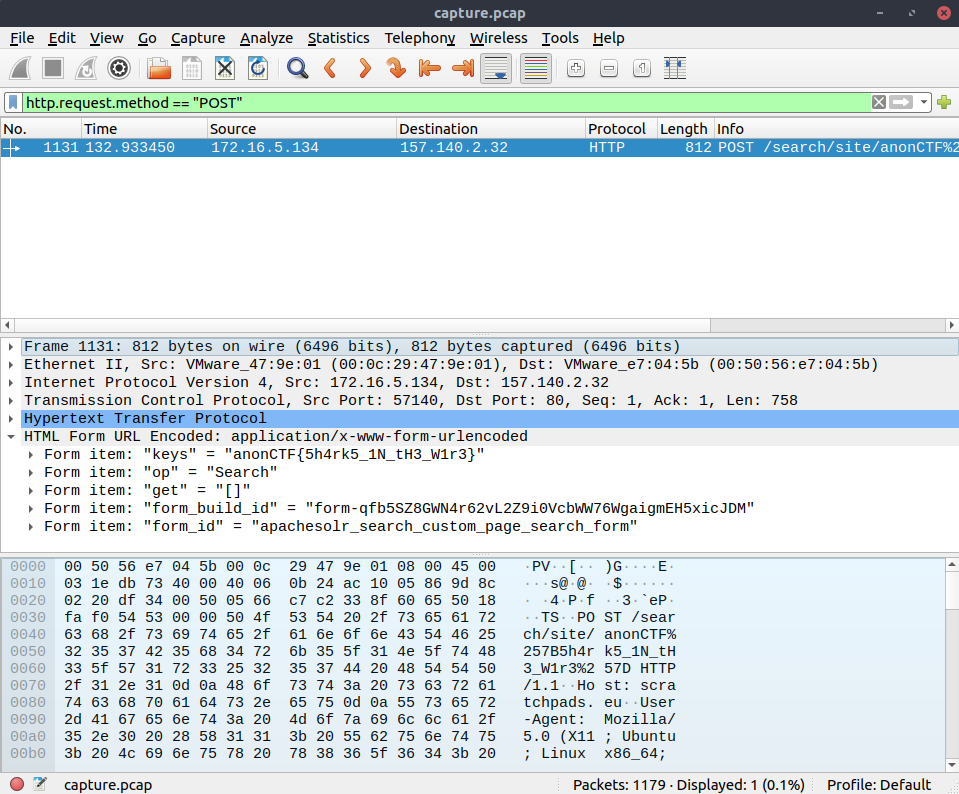 capture.pcap
File Edit View Go Capture Analyze Statistics Telephony Wireless Tools Help
http.request.method == "POST"
No. Time Source Destination Protocol Length Info
1131 132.933450 172.16.5.134 157.140.2.32 HTTP 812 POST /search/site/anonCTF%2
Frame 1131: 812 bytes on wire (6496 bits), 812 bytes captured (6496 bits)
Ethernet II, Src: VMware_47:9e:01 (00:0c:29:47:9e:01), Dst: VMware_e7:04:5b (00:50:56:e7:04:5b)
Internet Protocol Version 4, Src: 172.16.5.134, Dst: 157.140.2.32
Transmission Control Protocol, Src Port: 57140, Dst Port: 80, Seq: 1, Ack: 1, Len: 758
Hypertext Transfer Protocol
HTML Form URL Encoded: application/x-www-form-urlencoded
Form item: "keys" = "anonCTF{5h4rk5_1N_tH3_W1r3}"
Form item: "op" = "Search"
Form item: "get" = "[]"
Form item: "form_build_id" = "form-qfb5SZ8GWN4r62vL2Z9i0VcbWW76WgaigmEH5xicJDM"
Form item: "form_id" = "apachesolr_search_custom_page_search_form"
0000 00 50 56 e7 04 5b 00 0c 29 47 9e 01 08 00 45 00 ·PV··[·· )G····E·
0010 03 1e db 73 40 00 40 06 0b 24 ac 10 05 86 9d 8c ···s@·@· ·$······
0020 02 20 df 34 00 50 05 66 c7 c2 33 8f 60 65 50 18 · ·4·P·f ··3·`eP·
0030 fa f0 54 53 00 00 50 4f 53 54 20 2f 73 65 61 72 ··TS··PO ST /sear
0040 63 68 2f 73 69 74 65 2f 61 6e 6f 6e 43 54 46 25 ch/site/ anonCTF%
0050 32 35 37 42 35 68 34 72 6b 35 5f 31 4e 5f 74 48 257B5h4r k5_1N_tH
0060 33 5f 57 31 72 33 25 32 35 37 44 20 48 54 54 50 3_W1r3%2 57D HTTP
0070 2f 31 2e 31 0d 0a 48 6f 73 74 3a 20 73 63 72 61 /1.1··Ho st: scra
0080 74 63 68 70 61 64 73 2e 65 75 0d 0a 55 73 65 72 tchpads. eu··User
0090 2d 41 67 65 6e 74 3a 20 4d 6f 7a 69 6c 6c 61 2f -Agent: Mozilla/
00a0 35 2e 30 20 28 58 31 31 3b 20 55 62 75 6e 74 75 5.0 (X11 ; Ubuntu
00b0 3b 20 4c 69 6e 75 78 20 78 38 36 5f 36 34 3b 20 ; Linux x86_64;
capture.pcap Packets: 1179 · Displayed: 1 (0.1%) Profile: Default